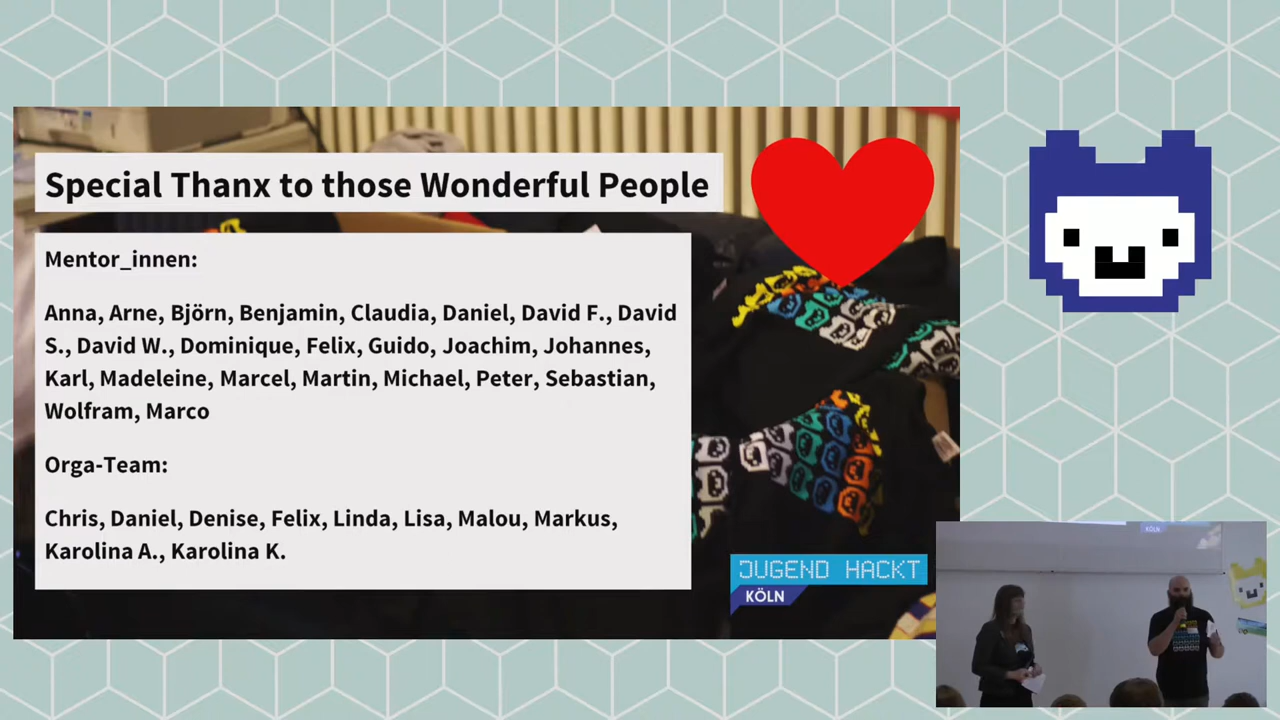 Special Thanx to those Wonderful People
Mentor_innen:
Anna, Arne, Björn, Benjamin, Claudia, Daniel, David F., David
S., David W., Dominique, Felix, Guido, Joachim, Johannes,
Karl, Madeleine, Marcel, Martin, Michael, Peter, Sebastian,
Wolfram, Marco
Orga-Team:
Chris, Daniel, Denise, Felix, Linda, Lisa, Malou, Markus,
Karolina A., Karolina K.
JUGEND HACKT
KÖLN
KÖLN